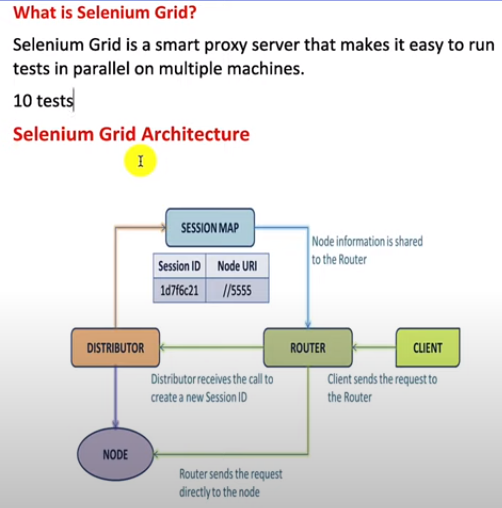 What is Selenium Grid?
Selenium Grid is a smart proxy server that makes it easy to run
tests in parallel on multiple machines.
10 tests
Selenium Grid Architecture
SESSION MAP
Node information is shared
to the Router
Session ID Node URI
1d7f6c21 //5555
DISTRIBUTOR
ROUTER
CLIENT
Distributor receives the call to
create a new Session ID
Client sends the request to
the Router
NODE
Router sends the request
directly to the node